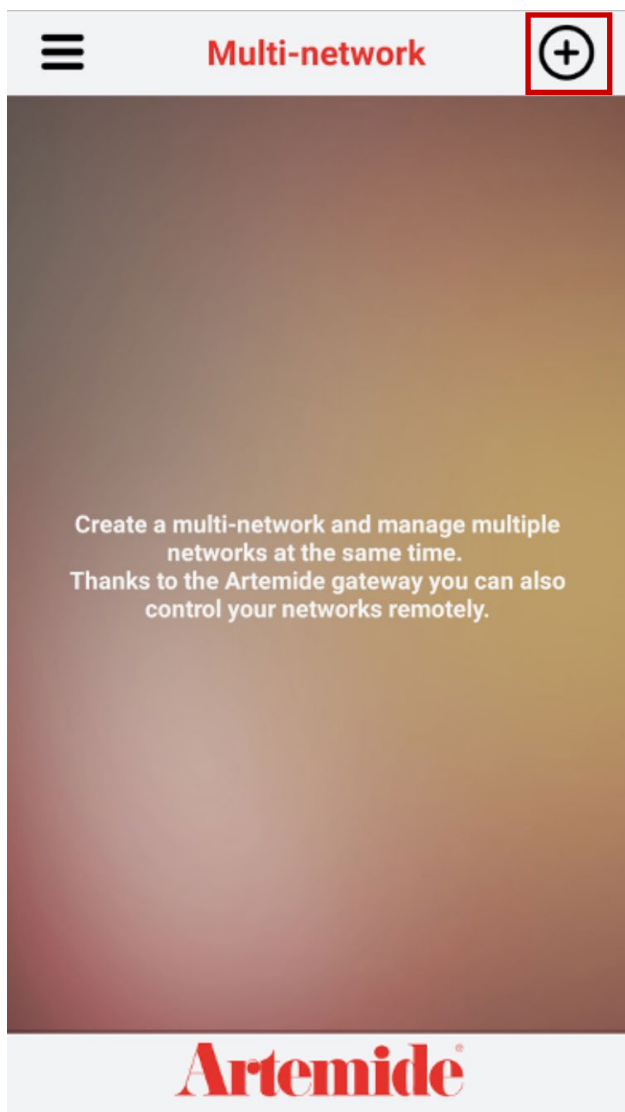 Multi-network
Create a multi-network and manage multiple
networks at the same time.
Thanks to the Artemide gateway you can also
control your networks remotely.
Artemide®